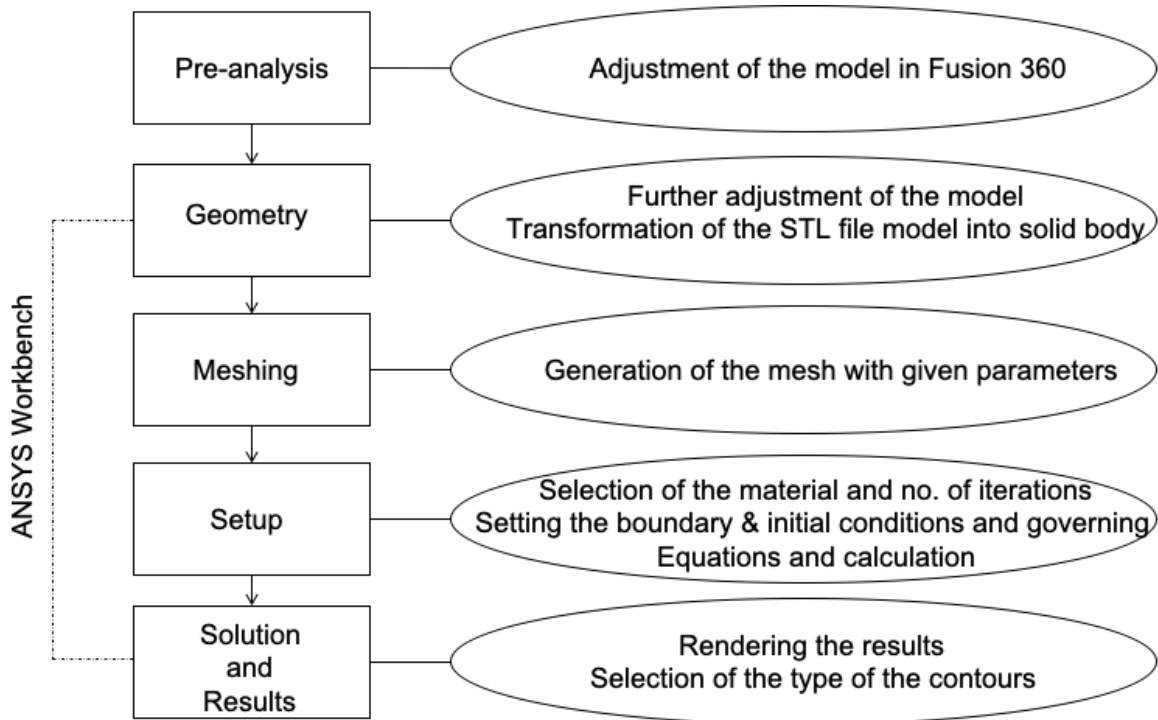 Pre-analysis
Adjustment of the model in Fusion 360
Geometry
Further adjustment of the model
Transformation of the STL file model into solid body
ANSYS Workbench
Meshing
Generation of the mesh with given parameters
Setup
Selection of the material and no. of iterations
Setting the boundary & initial conditions and governing
Equations and calculation
Solution
and
Results
Rendering the results
Selection of the type of the contours